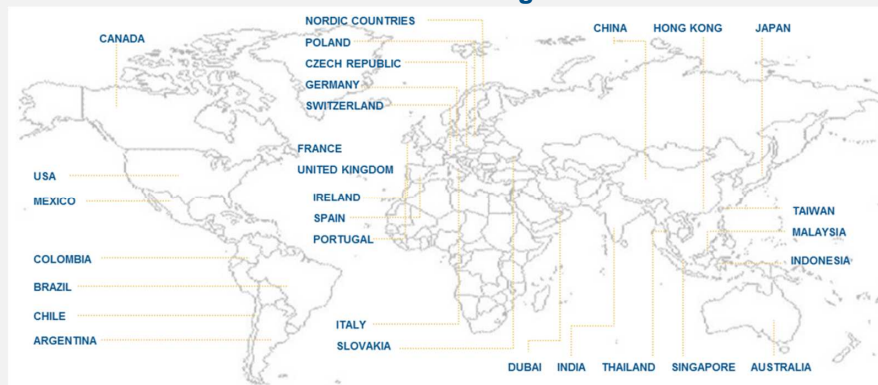 NORDIC COUNTRIES
CHINA
HONG KONG
JAPAN
CANADA
POLAND
CZECH REPUBLIC
GERMANY
SWITZERLAND
FRANCE
UNITED KINGDOM
USA
IRELAND
MEXICO
SPAIN
TAIWAN
PORTUGAL
MALAYSIA
COLOMBIA
INDONESIA
BRAZIL
CHILE
ITALY
ARGENTINA
SLOVAKIA
DUBAI
INDIA
THAILAND
SINGAPORE
AUSTRALIA